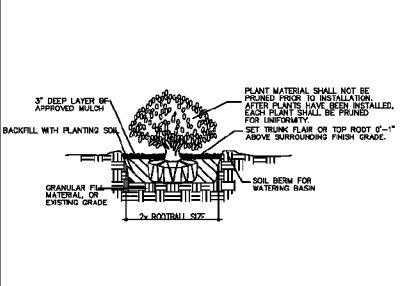 3" DEEP LAYER OF
APPROVED MULCH
BACKFILL WITH PLANTING SOIL
GRANULAR FILL
MATERIAL, OR
EXISTING GRADE
2x ROOTBALL SIZE
PLANT MATERIAL SHALL NOT BE
PRUNED PRIOR TO INSTALLATION.
AFTER PLANTS HAVE BEEN INSTALLED,
EACH PLANT SHALL BE PRUNED
FOR UNIFORMITY.
SET TRUNK FLAIR OR TOP ROOT 0"-1"
ABOVE SURROUNDING FINISH GRADE.
SOIL BERM FOR
WATERING BASIN